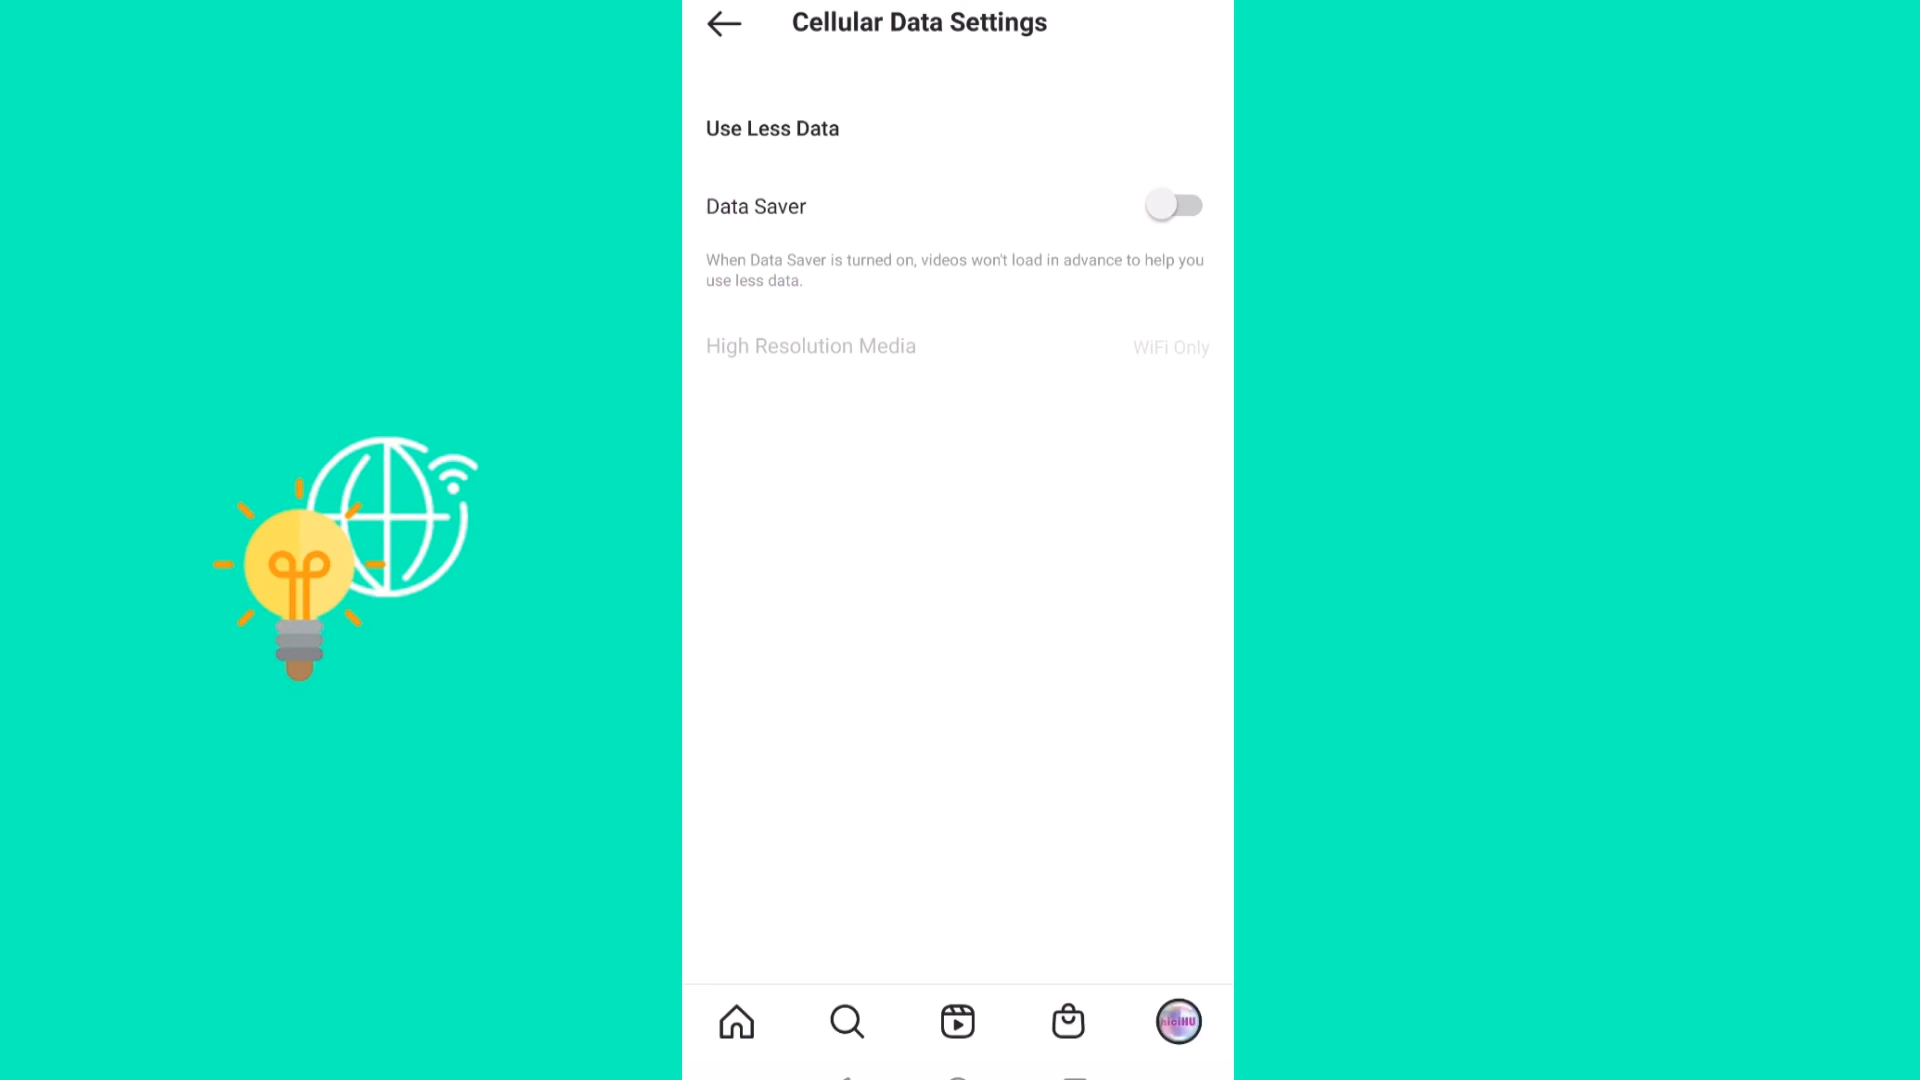 Cellular Data Settings
Use Less Data
Data Saver
When Data Saver is turned on, videos won't load in advance to help you
use less data.
High Resolution Media WiFi Only